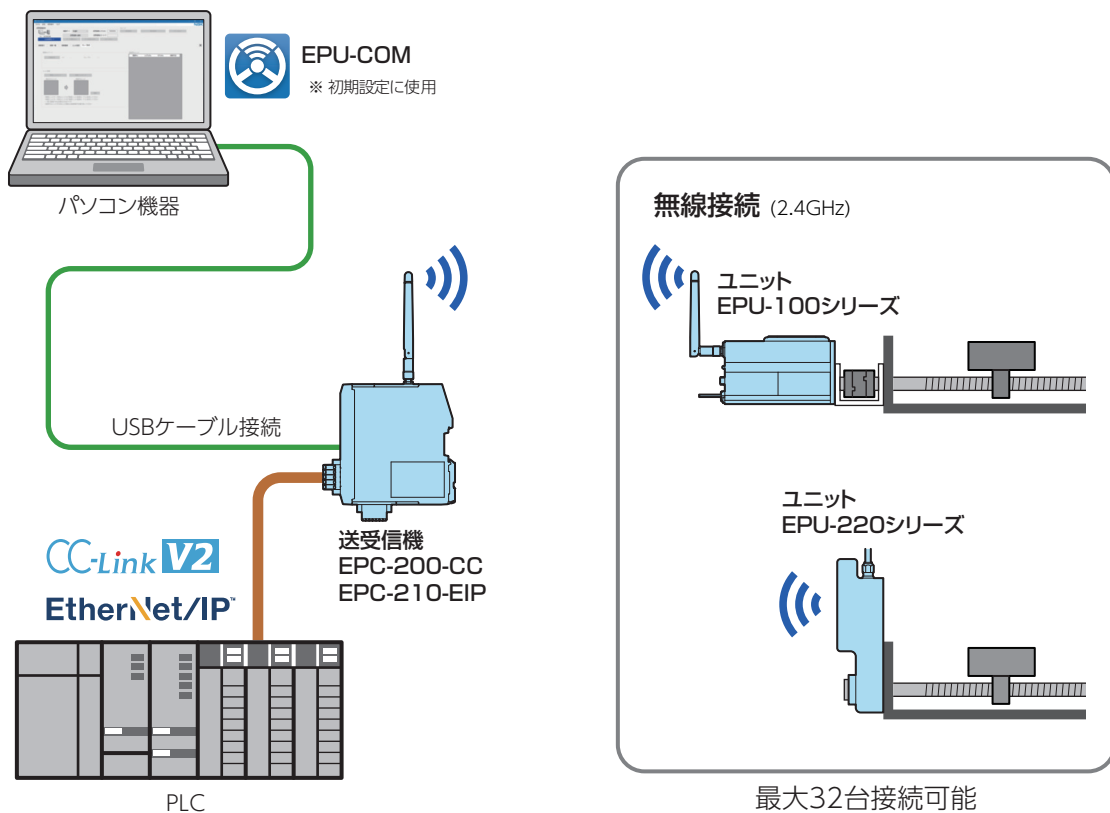 EPU-COM
※ 初期設定に使用
パソコン機器
USBケーブル接続
送受信機
EPC-200-CC
EPC-210-EIP
CC-Link V2
EtherNet/IP™
PLC
無線接続 (2.4GHz)
ユニット
EPU-100シリーズ
ユニット
EPU-220シリーズ
最大32台接続可能